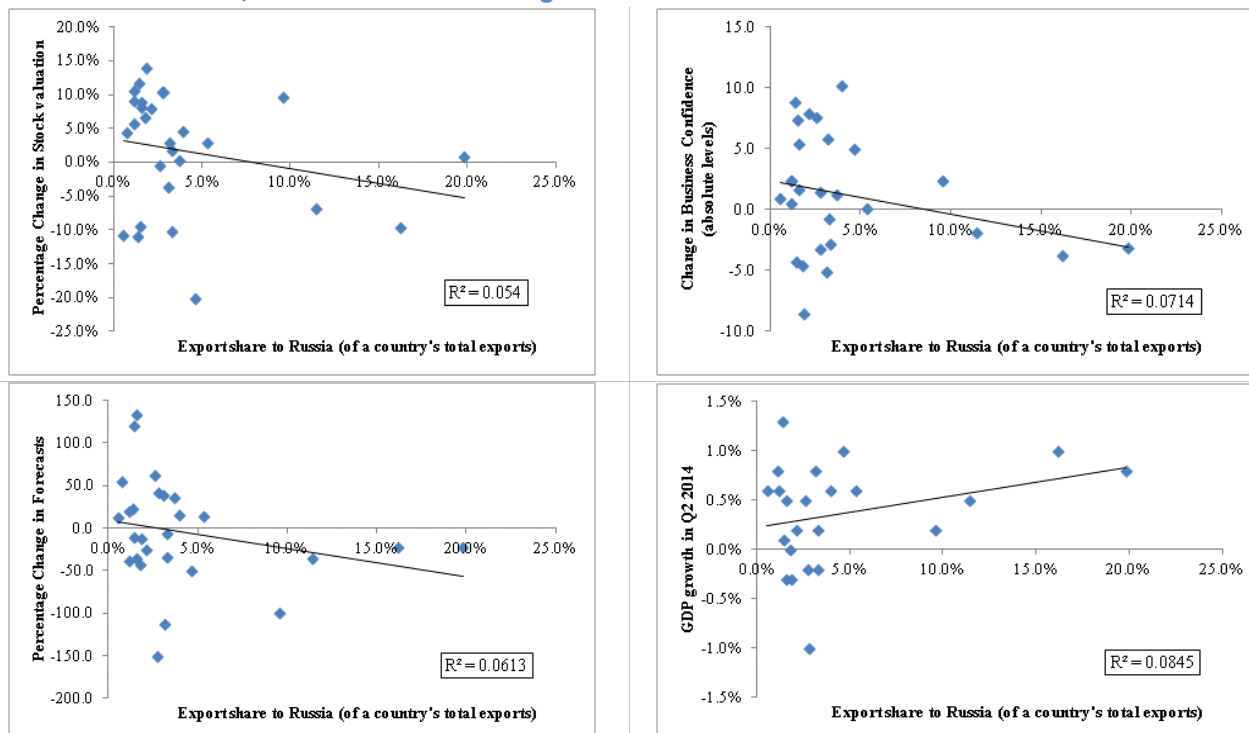 20.0%
15.0%
10.0%
5.0%
0.0%
-5.0%
-10.0%
-15.0%
-20.0%
-25.0%
0.0% 5.0% 10.0% 15.0% 20.0% 25.0%
Percentage Change in Stock valuation
R² = 0.054
Export share to Russia (of a country's total exports)
15.0
10.0
5.0
0.0
-5.0
-10.0
0.0% 5.0% 10.0% 15.0% 20.0% 25.0%
Change in Business Confidence
(absolute levels)
R² = 0.0714
Export share to Russia (of a country's total exports)
150.0
100.0
50.0
0.0
-50.0
-100.0
-150.0
-200.0
0.0% 5.0% 10.0% 15.0% 20.0% 25.0%
Percentage Change in Forecasts
R² = 0.0613
Export share to Russia (of a country's total exports)
1.5%
1.0%
0.5%
0.0%
-0.5%
-1.0%
-1.5%
0.0% 5.0% 10.0% 15.0% 20.0% 25.0%
GDP growth in Q2 2014
R² = 0.0845
Export share to Russia (of a country's total exports)